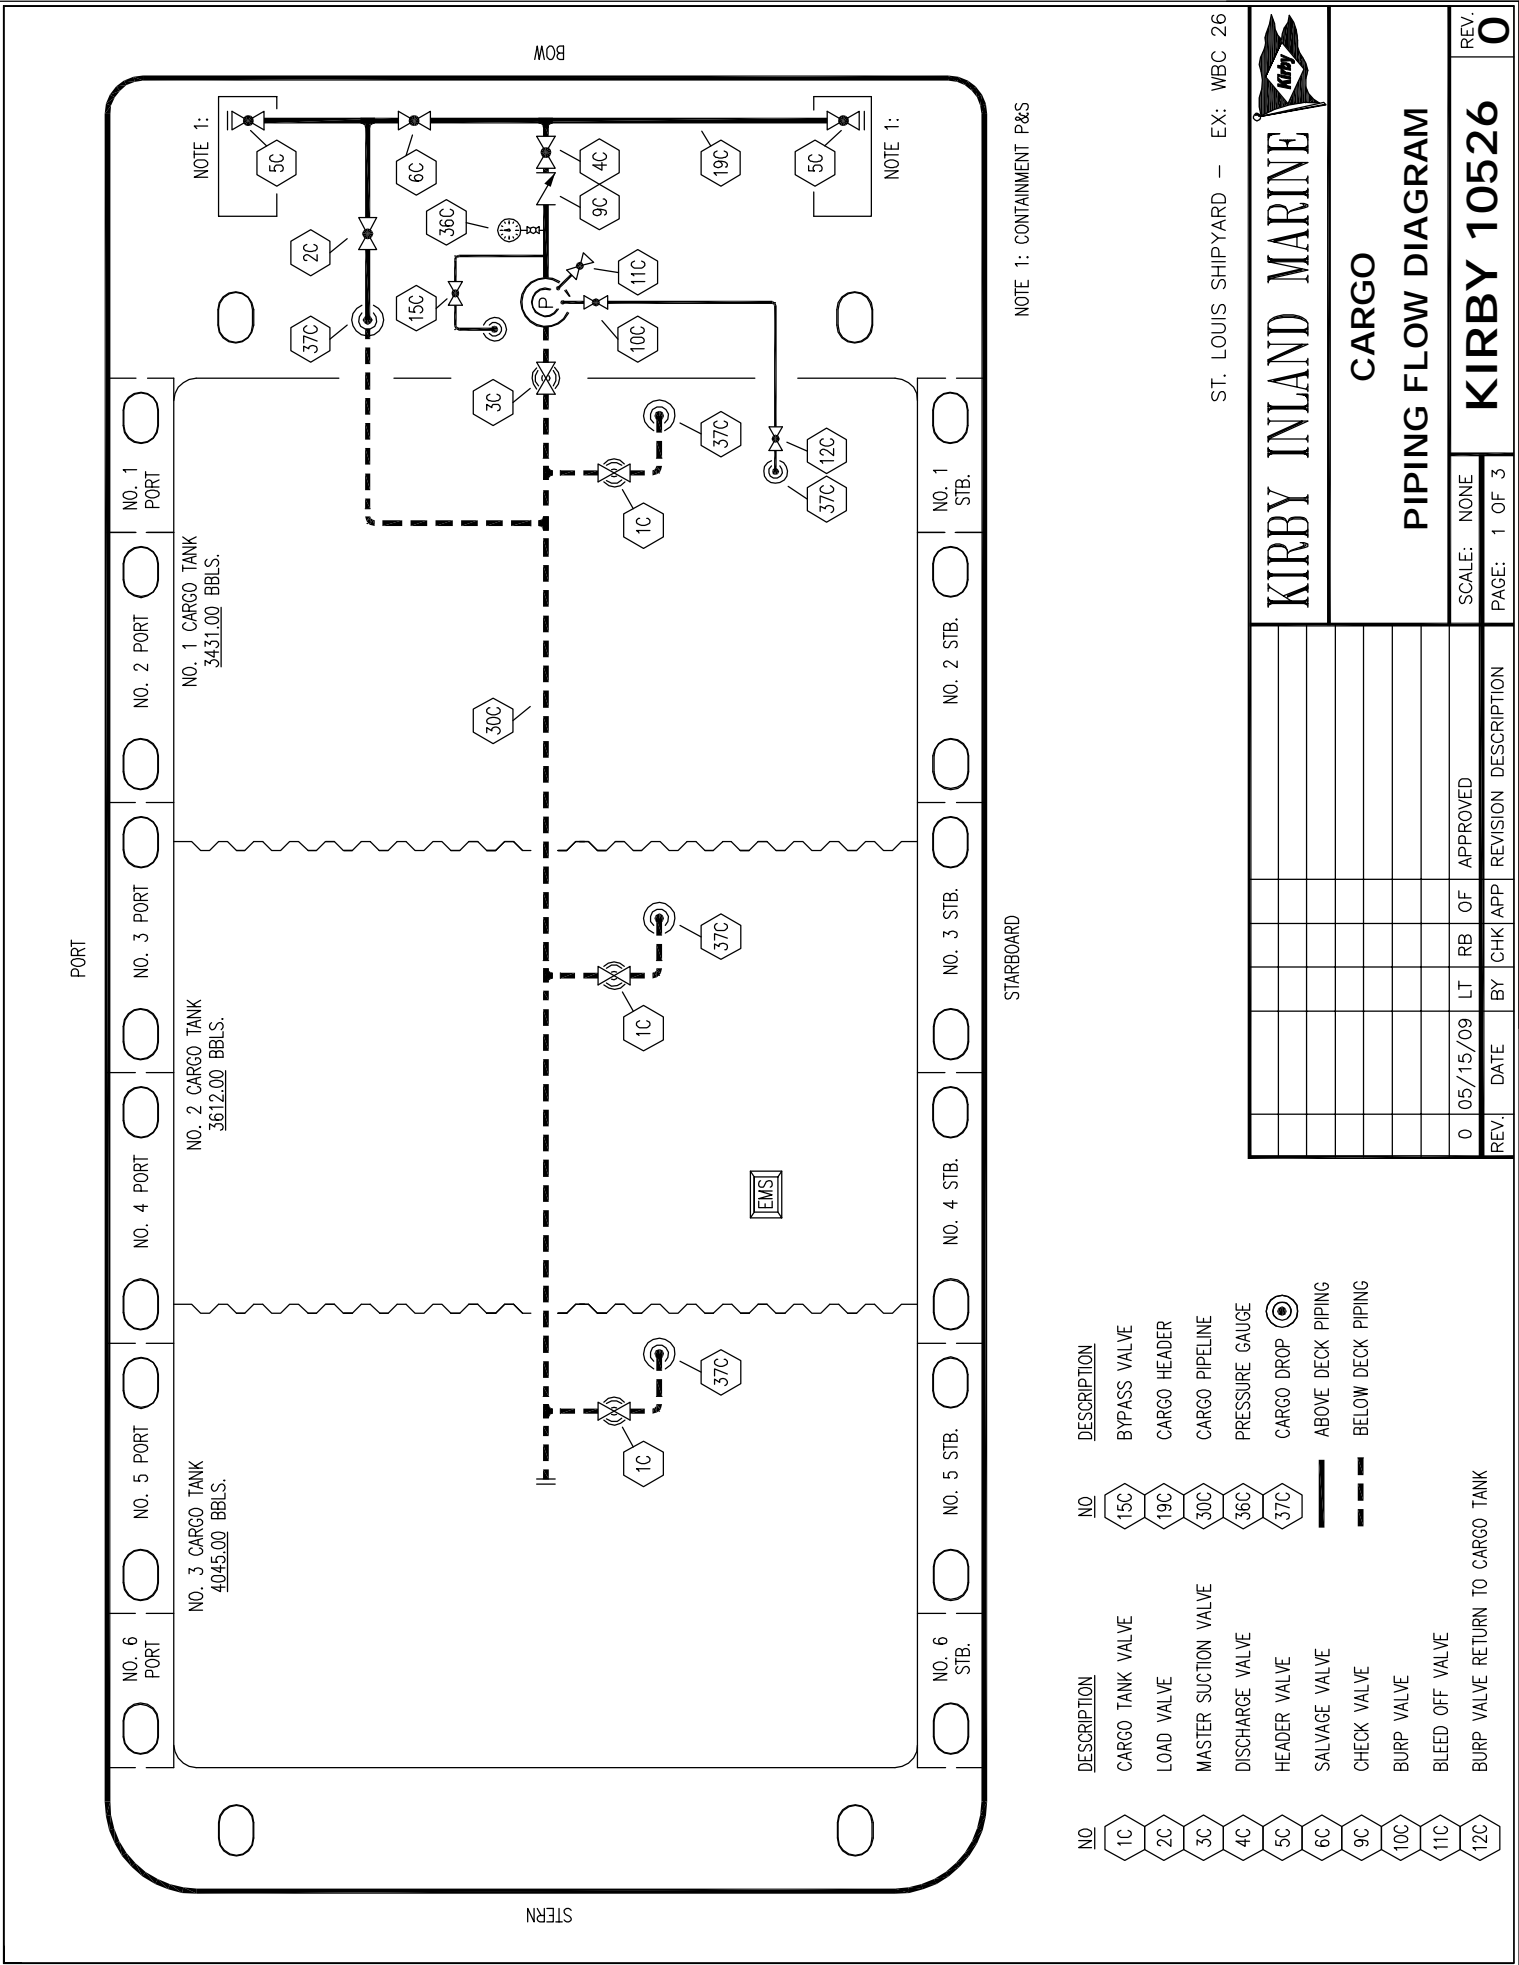 BOW
PORT
STARBOARD
STERN
NOTE 1:
NOTE 1:
NOTE 1: CONTAINMENT P&S
5C
6C
4C
9C
19C
5C
2C
36C
15C
11C
10C
37C
3C
P
37C
1C
12C
37C
30C
37C
1C
37C
1C
EMS
NO. 1
PORT
NO. 2 PORT
NO. 3 PORT
NO. 4 PORT
NO. 5 PORT
NO. 6
PORT
NO. 1 CARGO TANK
3431.00 BBLS.
NO. 2 CARGO TANK
3612.00 BBLS.
NO. 3 CARGO TANK
4045.00 BBLS.
NO. 1
STB.
NO. 2 STB.
NO. 3 STB.
NO. 4 STB.
NO. 5 STB.
NO. 6
STB.
NO DESCRIPTION
1C CARGO TANK VALVE
2C LOAD VALVE
3C MASTER SUCTION VALVE
4C DISCHARGE VALVE
5C HEADER VALVE
6C SALVAGE VALVE
9C CHECK VALVE
10C BURP VALVE
11C BLEED OFF VALVE
12C BURP VALVE RETURN TO CARGO TANK
NO DESCRIPTION
15C BYPASS VALVE
19C CARGO HEADER
30C CARGO PIPELINE
36C PRESSURE GAUGE
37C CARGO DROP
ABOVE DECK PIPING
BELOW DECK PIPING
ST. LOUIS SHIPYARD - EX: WBC 26
KIRBY INLAND MARINE
Kirby
CARGO
PIPING FLOW DIAGRAM
SCALE: NONE
PAGE: 1 OF 3
KIRBY 10526
REV.
0
0 05/15/09 LT RB OF APPROVED
REV. DATE BY CHK APP REVISION DESCRIPTION